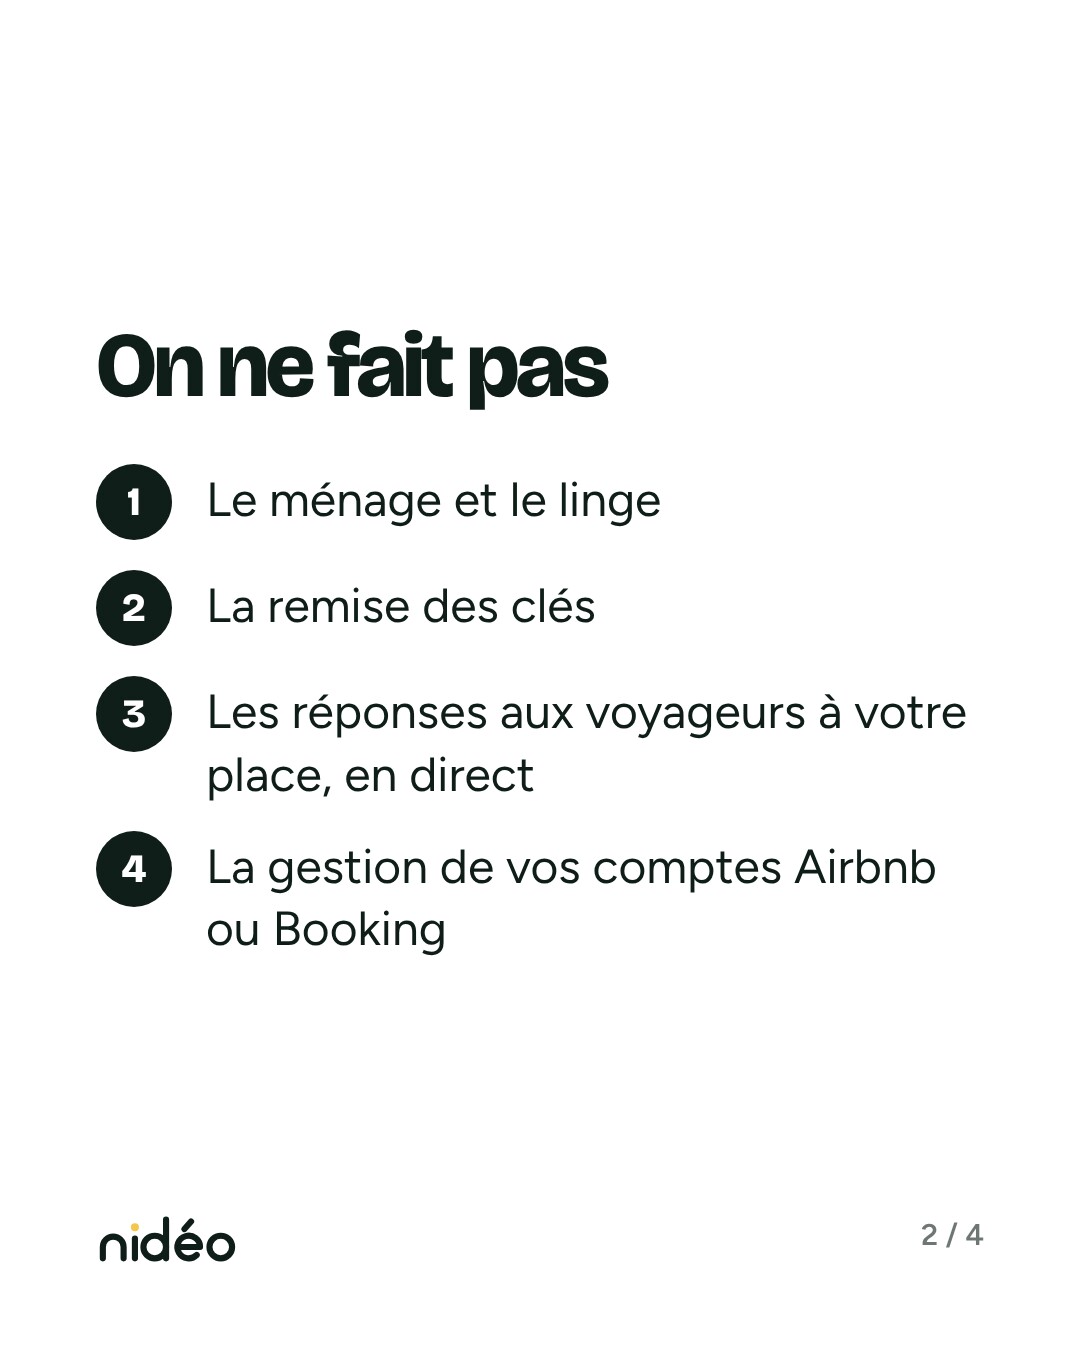 On ne fait pas
1 Le ménage et le linge
2 La remise des clés
3 Les réponses aux voyageurs à votre
place, en direct
4 La gestion de vos comptes Airbnb
ou Booking
nidéo
2 / 4